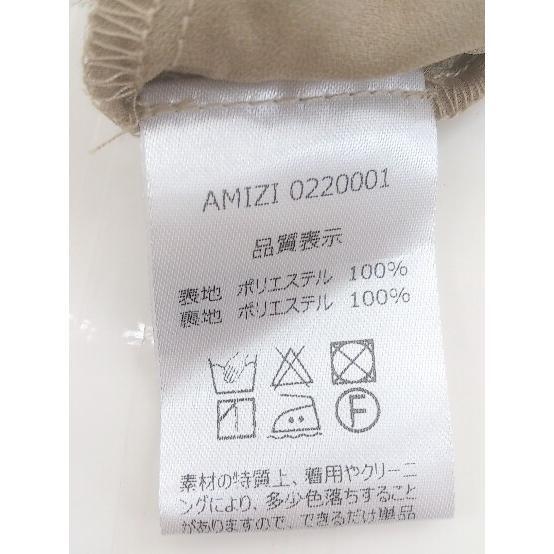 AMIZI 0220001
品質表示
表地 ポリエステル 100%
裏地 ポリエステル 100%
F
素材の特質上、着用やクリーニ
ングにより、多少色落ちすること
がありますので、できるだけ単品